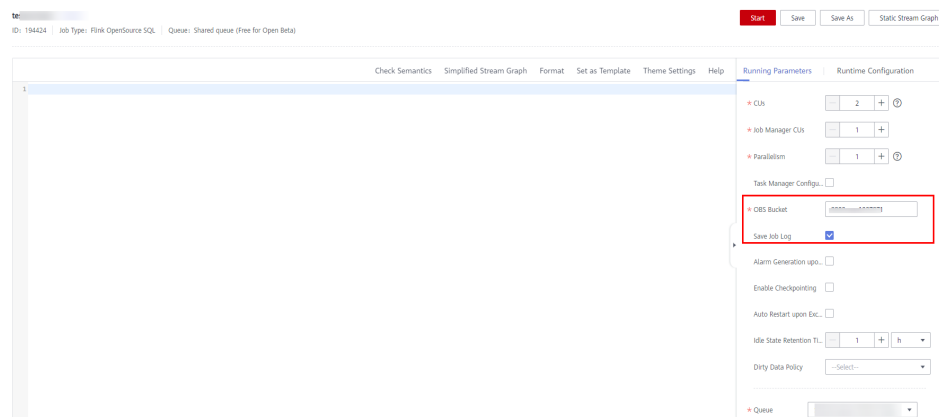 Start Save Save As Static Stream Graph
ID: 194424 Job Type: Flink OpenSource SQL Queue: Shared queue (Free for Open Beta)
Check Semantics Simplified Stream Graph Format Set as Template Theme Settings Help
Running Parameters Runtime Configuration
1
* CUs − 2 + ?
* Job Manager CUs − 1 +
* Parallelism − 1 + ?
Task Manager Configu...
* OBS Bucket
Save Job Log
Alarm Generation upo...
Enable Checkpointing
Auto Restart upon Exc...
Idle State Retention Ti... − 1 + h
Dirty Data Policy --Select--
* Queue